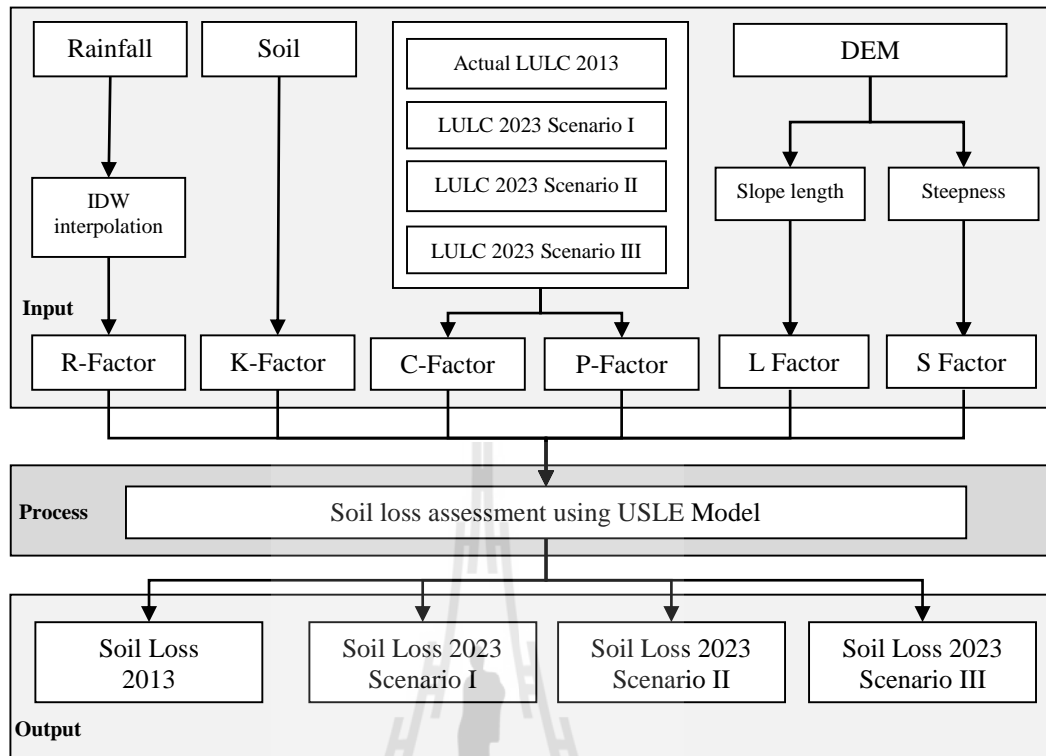 Rainfall
Soil
Actual LULC 2013
LULC 2023 Scenario I
LULC 2023 Scenario II
LULC 2023 Scenario III
DEM
IDW
interpolation
Slope length
Steepness
Input
R-Factor
K-Factor
C-Factor
P-Factor
L Factor
S Factor
Process
Soil loss assessment using USLE Model
Soil Loss
2013
Soil Loss 2023
Scenario I
Soil Loss 2023
Scenario II
Soil Loss 2023
Scenario III
Output